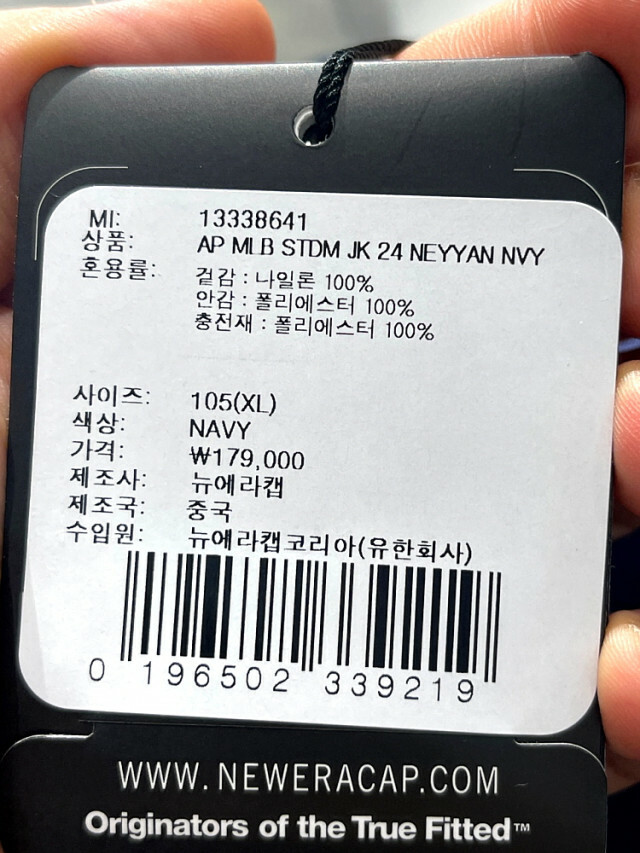 MI: 13338641
상품: AP MLB STDM JK 24 NEYYAN NVY
혼용률: 겉감 : 나일론 100%
안감 : 폴리에스터 100%
충전재 : 폴리에스터 100%
사이즈: 105(XL)
색상: NAVY
가격: ₩179,000
제조사: 뉴에라캡
제조국: 중국
수입원: 뉴에라캡코리아(유한회사)
0 196502 339219
WWW.NEWERACAP.COM
Originators of the True Fitted™